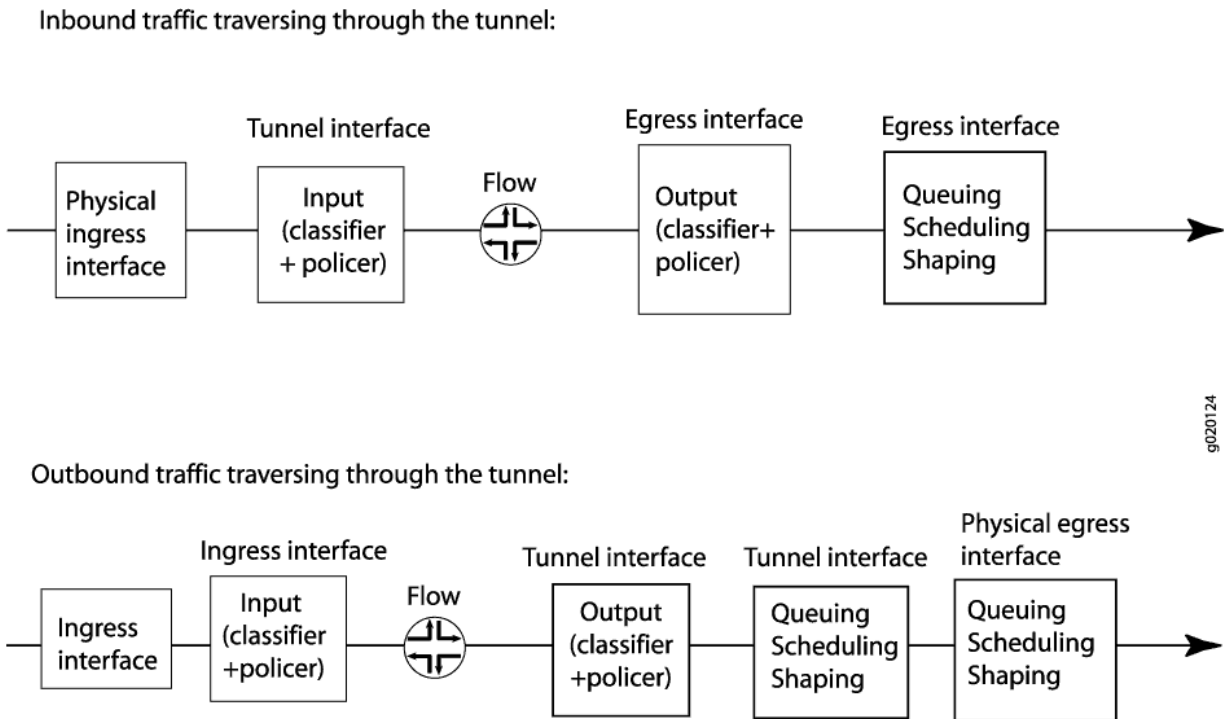 Inbound traffic traversing through the tunnel:
Tunnel interface
Egress interface
Egress interface
Physical
ingress
interface
Input
(classifier
+ policer)
Flow
Output
(classifier+
policer)
Queuing
Scheduling
Shaping
g020124
Outbound traffic traversing through the tunnel:
Ingress interface
Tunnel interface
Tunnel interface
Physical egress
interface
Ingress
interface
Input
(classifier
+policer)
Flow
Output
(classifier
+policer)
Queuing
Scheduling
Shaping
Queuing
Scheduling
Shaping